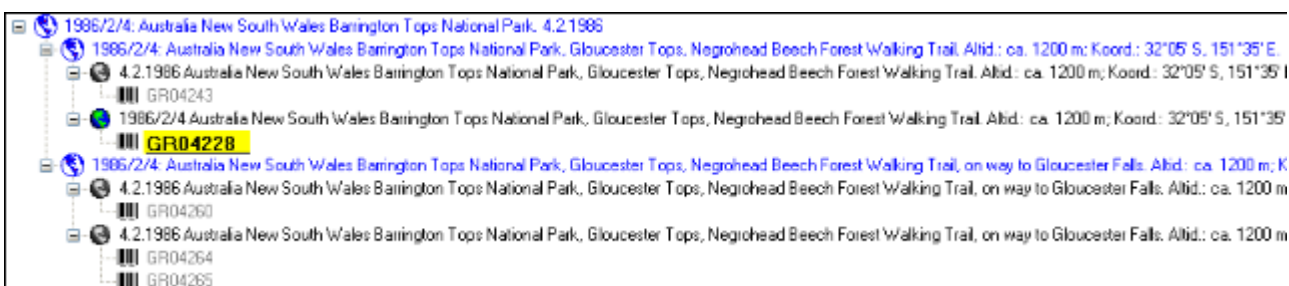 1986/2/4: Australia New South Wales Barrington Tops National Park. 4.2.1986
1986/2/4: Australia New South Wales Barrington Tops National Park, Gloucester Tops, Negrohead Beech Forest Walking Trail. Altid.: ca. 1200 m; Koord.: 32°05' S, 151°35' E.
4.2.1986 Australia New South Wales Barrington Tops National Park, Gloucester Tops, Negrohead Beech Forest Walking Trail. Altid.: ca. 1200 m; Koord.: 32°05' S, 151°35'
GR04243
1986/2/4 Australia New South Wales Barrington Tops National Park, Gloucester Tops, Negrohead Beech Forest Walking Trail. Altid.: ca. 1200 m; Koord.: 32°05' S, 151°35'
GR04228
1986/2/4: Australia New South Wales Barrington Tops National Park, Gloucester Tops, Negrohead Beech Forest Walking Trail, on way to Gloucester Falls. Altid.: ca. 1200 m; K
4.2.1986 Australia New South Wales Barrington Tops National Park, Gloucester Tops, Negrohead Beech Forest Walking Trail, on way to Gloucester Falls. Altid.: ca. 1200 m
GR04260
4.2.1986 Australia New South Wales Barrington Tops National Park, Gloucester Tops, Negrohead Beech Forest Walking Trail, on way to Gloucester Falls. Altid.: ca. 1200 m
GR04264
GR04265